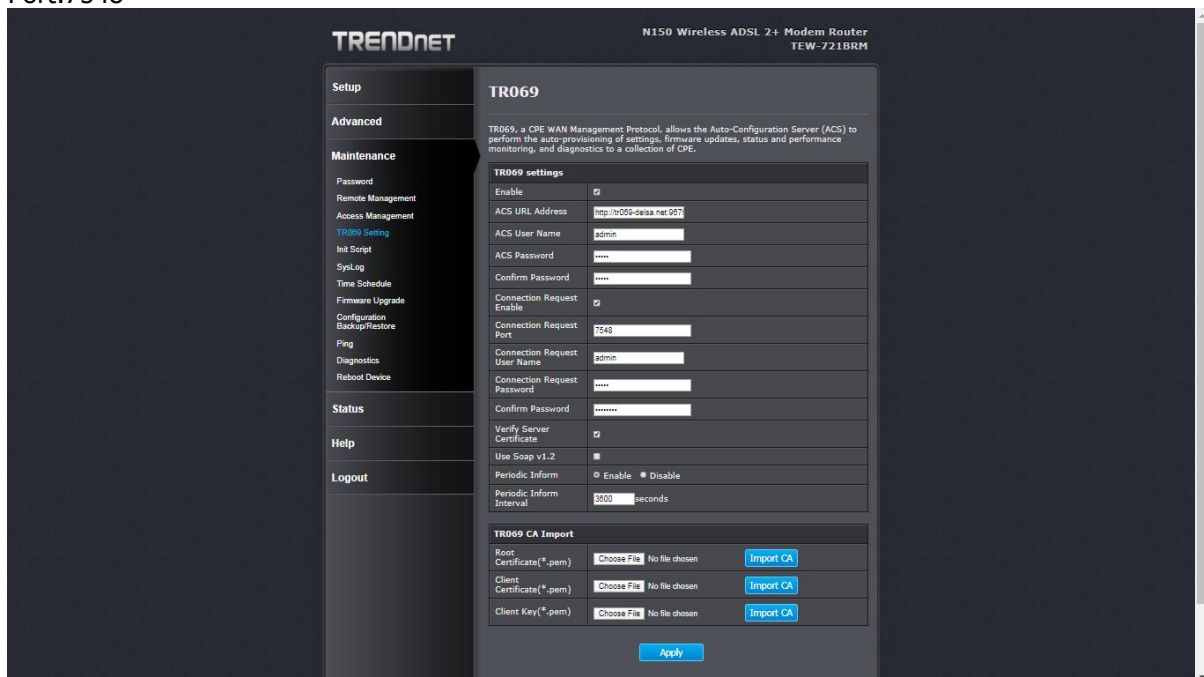 Port:7548
TRENDNET
N150 Wireless ADSL 2+ Modem Router
TEW-721BRM
Setup
Advanced
Maintenance
Password
Remote Management
Access Management
TR069 Setting
Init Script
SysLog
Time Schedule
Firmware Upgrade
Configuration
Backup/Restore
Ping
Diagnostics
Reboot Device
Status
Help
Logout
TR069
TR069, a CPE WAN Management Protocol, allows the Auto-Configuration Server (ACS) to
perform the auto-provisioning of settings, firmware updates, status and performance
monitoring, and diagnostics to a collection of CPE.
TR069 settings
Enable
ACS URL Address
ACS User Name admin
ACS Password •••••
Confirm Password •••••
Connection Request
Enable
Connection Request
Port 7548
Connection Request
User Name admin
Connection Request
Password •••••
Confirm Password ••••••••
Verify Server
Certificate
Use Soap v1.2
Periodic Inform Enable Disable
Periodic Inform
Interval 3600 seconds
TR069 CA Import
Root
Certificate(*.pem) Choose File No file chosen Import CA
Client
Certificate(*.pem) Choose File No file chosen Import CA
Client Key(*.pem) Choose File No file chosen Import CA
Apply